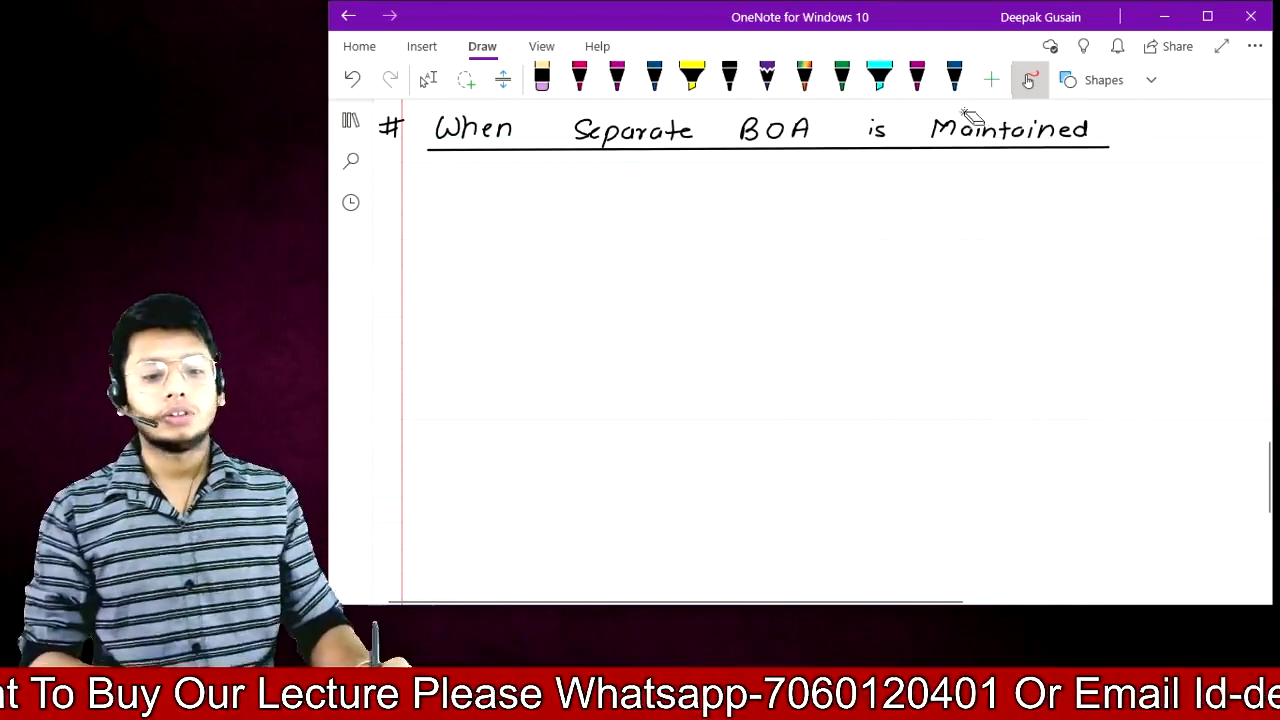 OneNote for Windows 10
Deepak Gusain
Home Insert Draw View Help
Share
Shapes
# When Separate BOA is Maintained
nt To Buy Our Lecture Please Whatsapp-7060120401 Or Email Id-de